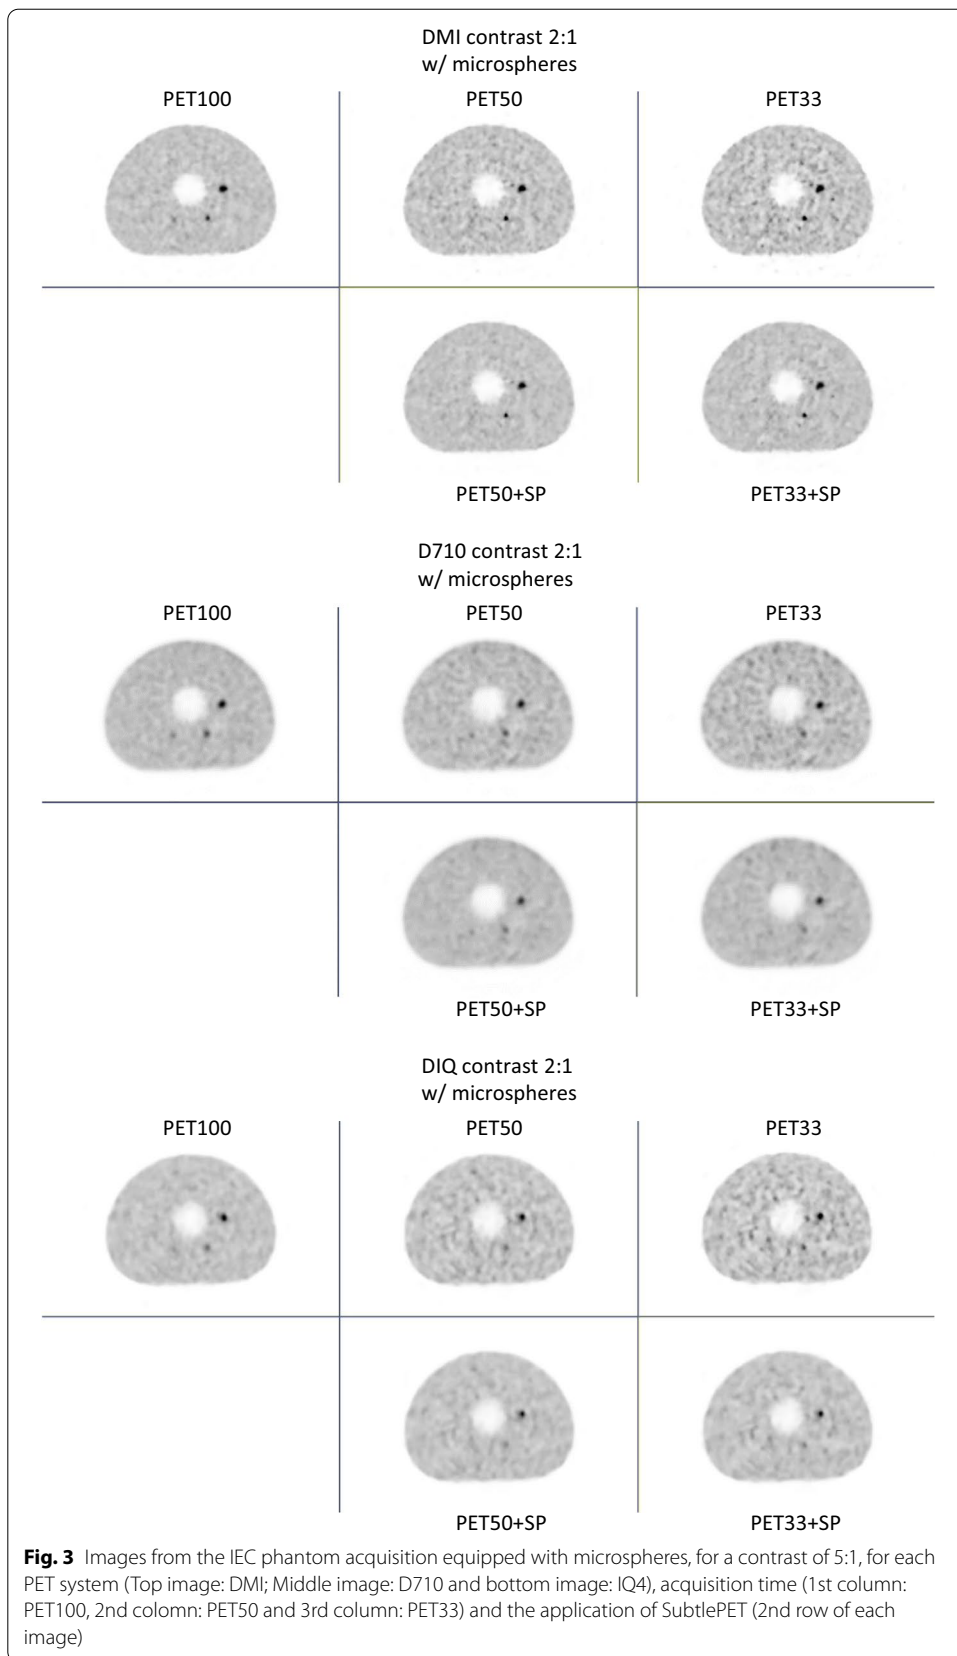 DMI contrast 2:1
w/ microspheres
PET100 PET50 PET33
PET50+SP PET33+SP
D710 contrast 2:1
w/ microspheres
PET100 PET50 PET33
PET50+SP PET33+SP
DIQ contrast 2:1
w/ microspheres
PET100 PET50 PET33
PET50+SP PET33+SP
Fig. 3 Images from the IEC phantom acquisition equipped with microspheres, for a contrast of 5:1, for each
PET system (Top image: DMI; Middle image: D710 and bottom image: IQ4), acquisition time (1st column:
PET100, 2nd colomn: PET50 and 3rd column: PET33) and the application of SubtlePET (2nd row of each
image)